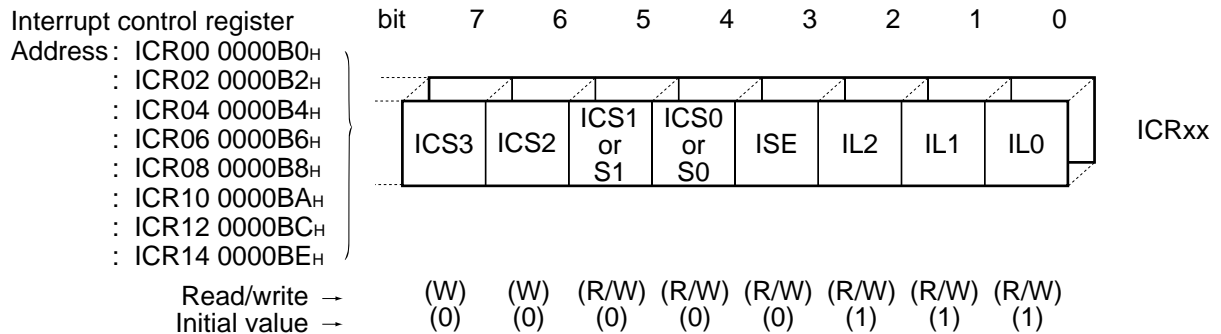 Interrupt control register bit 7 6 5 4 3 2 1 0
Address : ICR00 0000B0H
: ICR02 0000B2H
: ICR04 0000B4H
: ICR06 0000B6H
: ICR08 0000B8H
: ICR10 0000BAH
: ICR12 0000BCH
: ICR14 0000BEH
ICS3 ICS2 ICS1 or S1 ICS0 or S0 ISE IL2 IL1 IL0 ICRxx
Read/write → (W) (W) (R/W) (R/W) (R/W) (R/W) (R/W) (R/W)
Initial value → (0) (0) (0) (0) (0) (1) (1) (1)